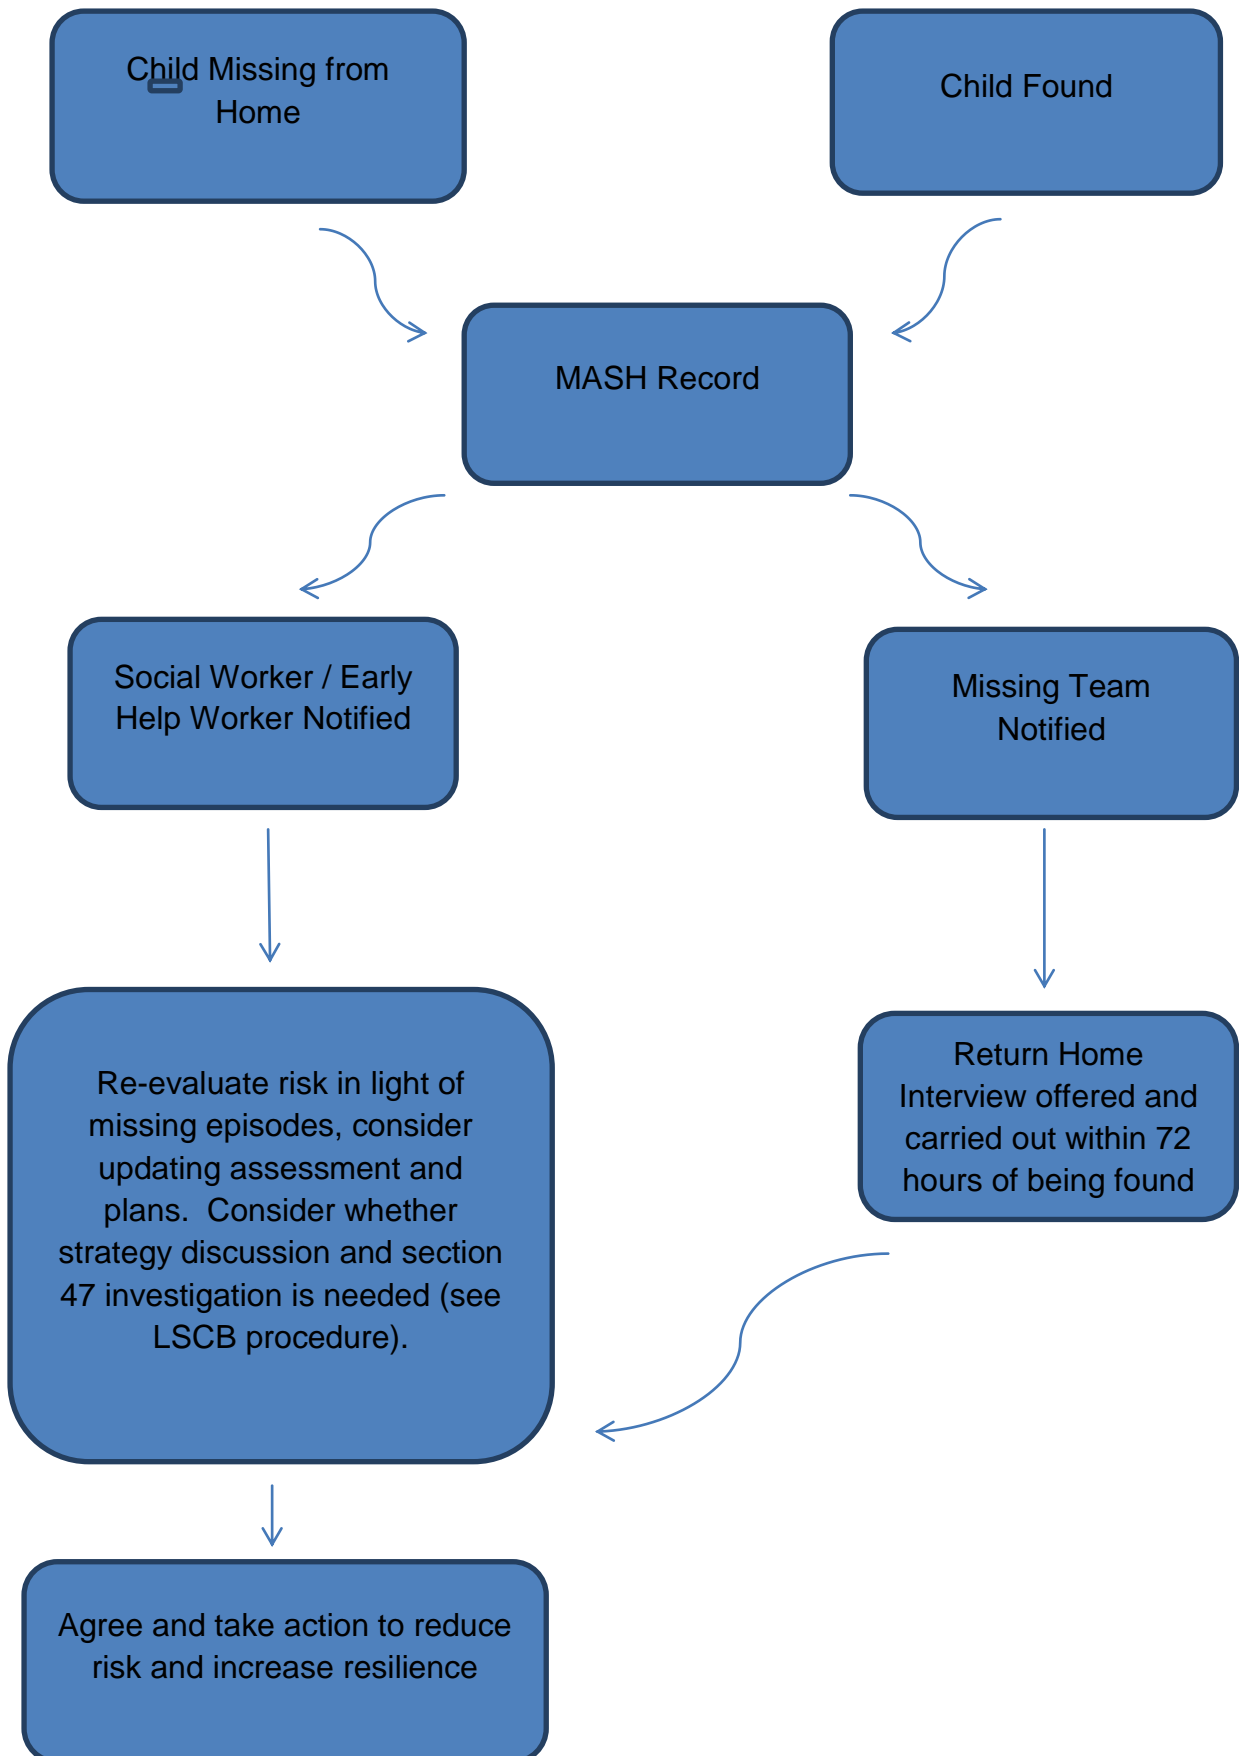 Child Missing from
Home
Child Found
MASH Record
Social Worker / Early
Help Worker Notified
Missing Team
Notified
Re-evaluate risk in light of
missing episodes, consider
updating assessment and
plans.  Consider whether
strategy discussion and section
47 investigation is needed (see
LSCB procedure).
Return Home
Interview offered and
carried out within 72
hours of being found
Agree and take action to reduce
risk and increase resilience